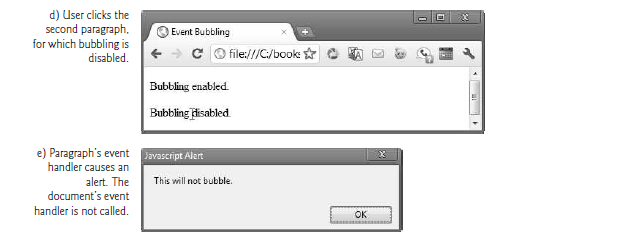 d) User clicks the
second paragraph,
for which bubbling is
disabled.
Event Bubbling
file:///C:/books
Bubbling enabled.
Bubbling disabled.
e) Paragraph's event
handler causes an
alert. The
document's event
handler is not called.
Javascript Alert
This will not bubble.
OK